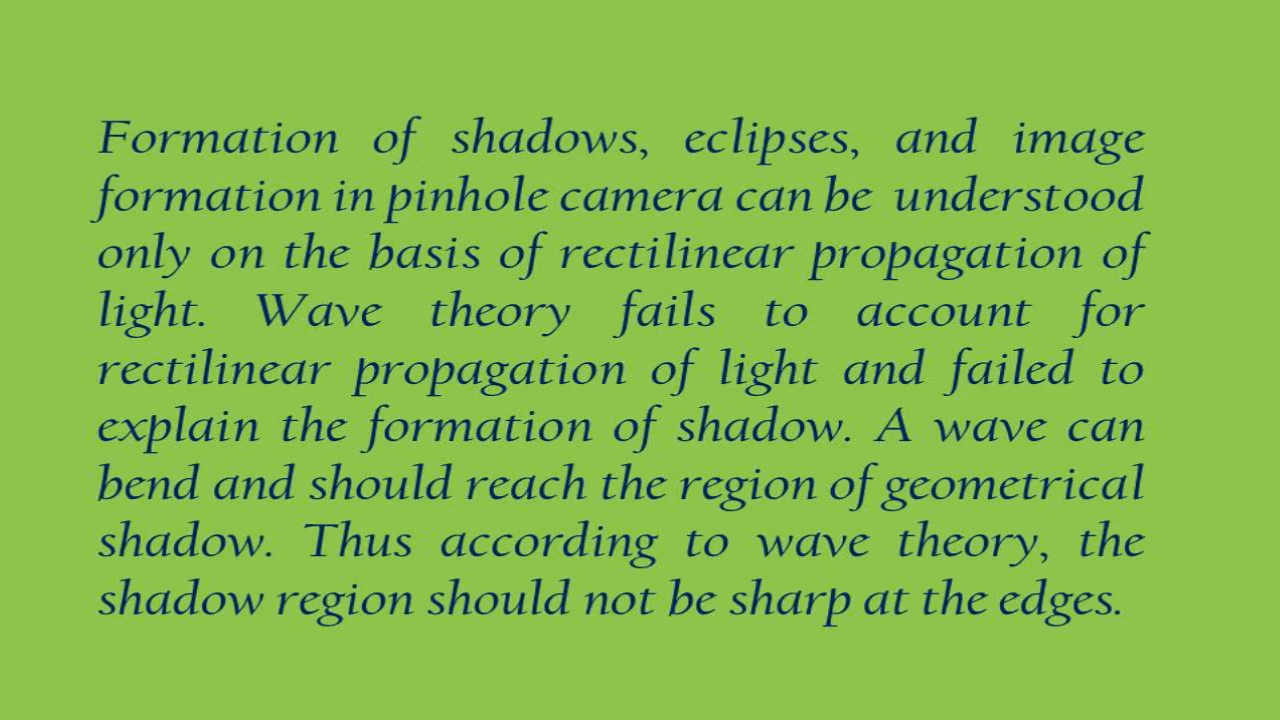 Formation of shadows, eclipses, and image
formation in pinhole camera can be understood
only on the basis of rectilinear propagation of
light. Wave theory fails to account for
rectilinear propagation of light and failed to
explain the formation of shadow. A wave can
bend and should reach the region of geometrical
shadow. Thus according to wave theory, the
shadow region should not be sharp at the edges.